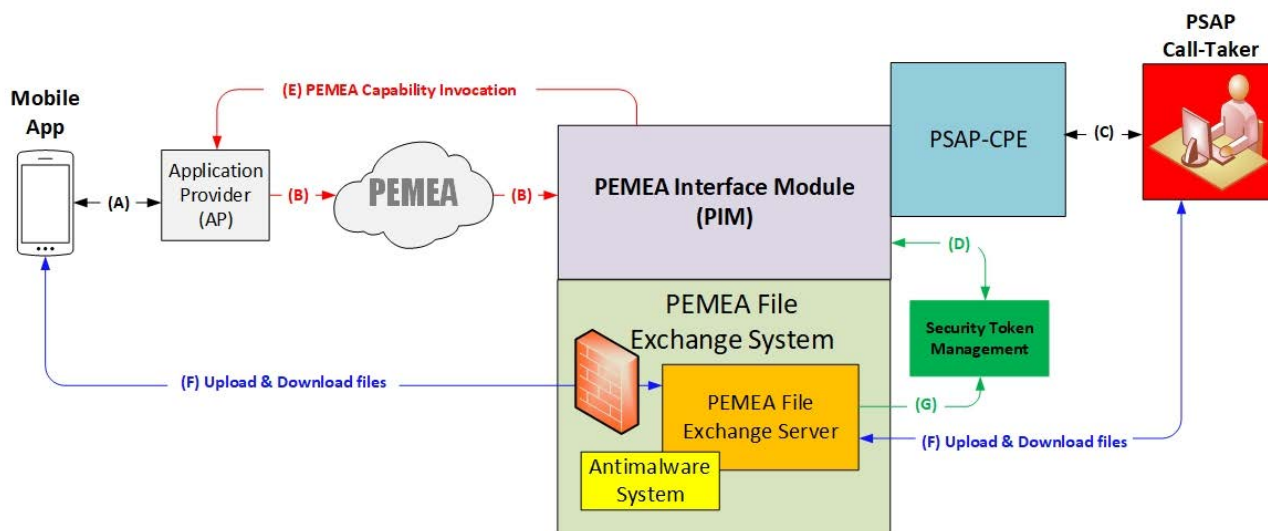 PSAP
Call-Taker
Mobile
App
(E) PEMEA Capability Invocation
PSAP-CPE
(C)
Application
Provider
(AP)
(A)
(B)
PEMEA
(B)
PEMEA Interface Module
(PIM)
(D)
PEMEA File
Exchange System
Security Token
Management
(F) Upload & Download files
PEMEA File
Exchange Server
(G)
(F) Upload & Download files
Antimalware
System